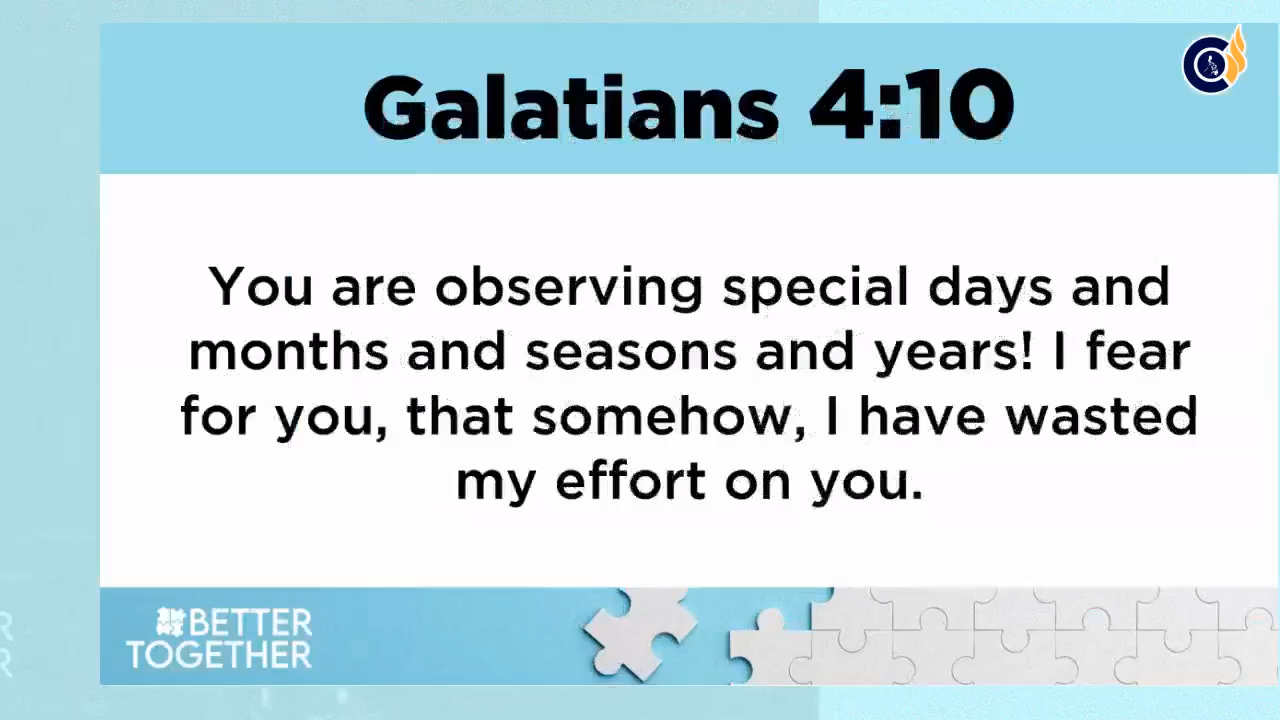 Galatians 4:10
You are observing special days and
months and seasons and years! I fear
for you, that somehow, I have wasted
my effort on you.
BETTER
TOGETHER